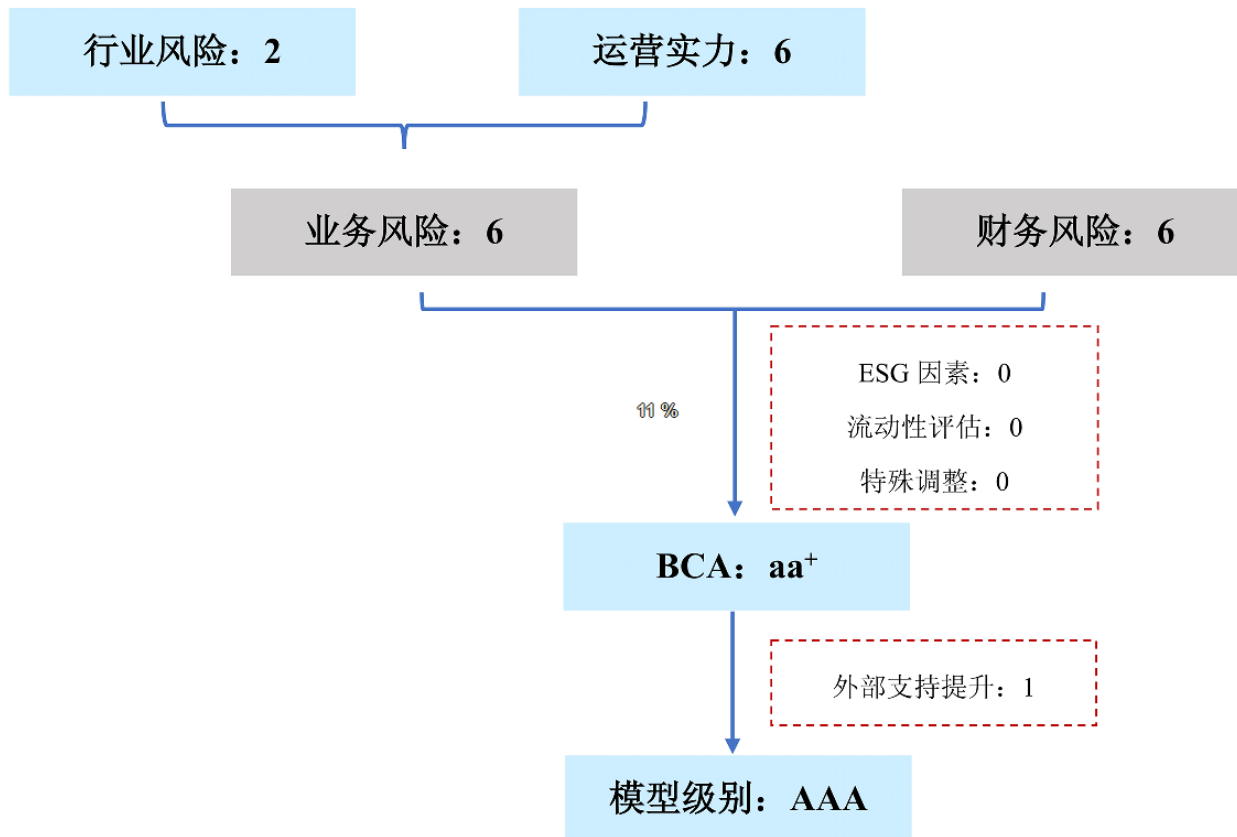 行业风险：2
运营实力：6
业务风险：6
财务风险：6
ESG 因素：0
11 %
流动性评估：0
特殊调整：0
BCA：aa⁺
外部支持提升：1
模型级别：AAA